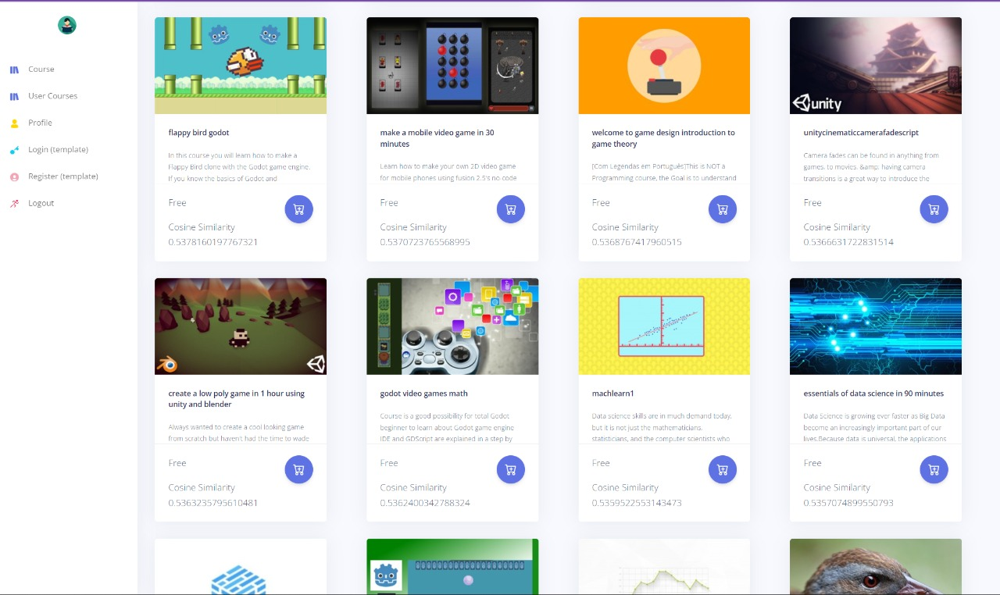 Course
User Courses
Profile
Login (template)
Register (template)
Logout
flappy bird godot
In this course you will learn how to make a
Flappy Bird clone with the Godot game engine.
If you know the basics of Godot and
Free
Cosine Similarity
0.5378160197767321
make a mobile video game in 30
minutes
Learn how to make your own 2D video game
for mobile phones using fusion 2.5's no-code
Free
Cosine Similarity
0.5370723765568995
welcome to game design introduction to
game theory
[Com Legendas em Português]This is NOT a
Programming course, the Goal is to understand
Free
Cosine Similarity
0.5368767417960515
unity
unitycinematiccamerafadescript
Camera fades can be found in anything from
games, to movies. &amp; having camera
transitions is a great way to introduce the
Free
Cosine Similarity
0.5366631722831514
create a low poly game in 1 hour using
unity and blender
Always wanted to create a cool looking game
from scratch but haven't had the time to wade
Free
Cosine Similarity
0.5363235795610481
godot video games math
Course is a good possibility for total Godot
beginner to learn about Godot game engine
IDE and GDScript are explained in a step by
Free
Cosine Similarity
0.5362400342788324
machlearn1
Data science skills are in much demand today,
but it is not just the mathematicians,
statisticians, and the computer scientists who
Free
Cosine Similarity
0.5359522553143473
essentials of data science in 90 minutes
Data Science is growing ever faster as Big Data
become an increasingly important part of our
lives.Because data is universal, the applications
Free
Cosine Similarity
0.5357074899550793